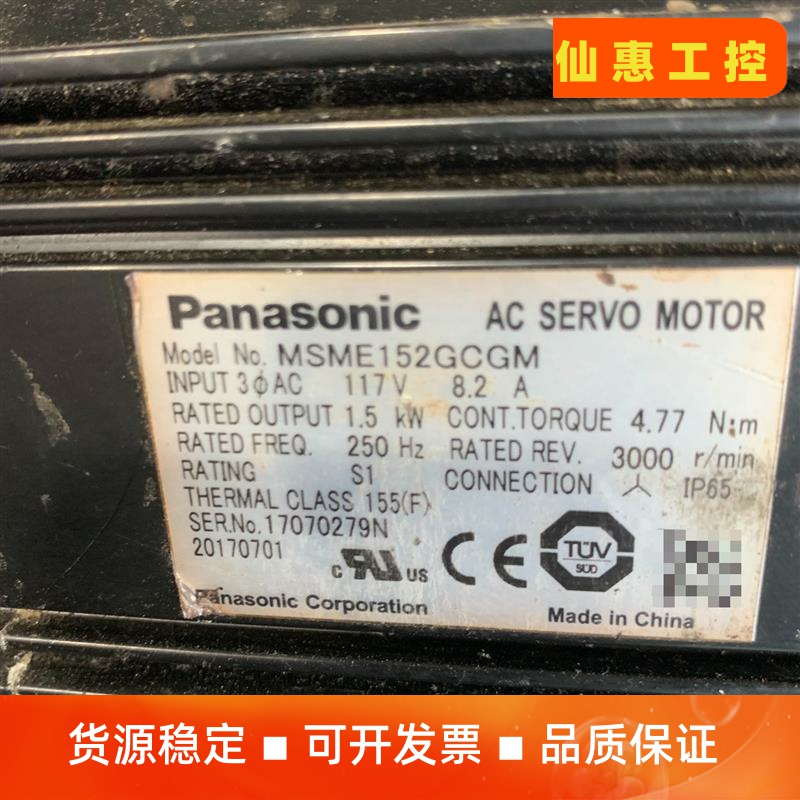 仙惠工控
Panasonic AC SERVO MOTOR
Model No. MSME152GCGM
INPUT 3ϕAC 117V 8.2 A
RATED OUTPUT 1.5 kW CONT.TORQUE 4.77 N:m
RATED FREQ. 250 Hz RATED REV. 3000 r/min
RATING S1 CONNECTION 人 IP65
THERMAL CLASS 155(F)
SER.No.17070279N
20170701
c RU US CE TÜV SÜD
Panasonic Corporation Made in China
货源稳定 ■ 可开发票 ■ 品质保证